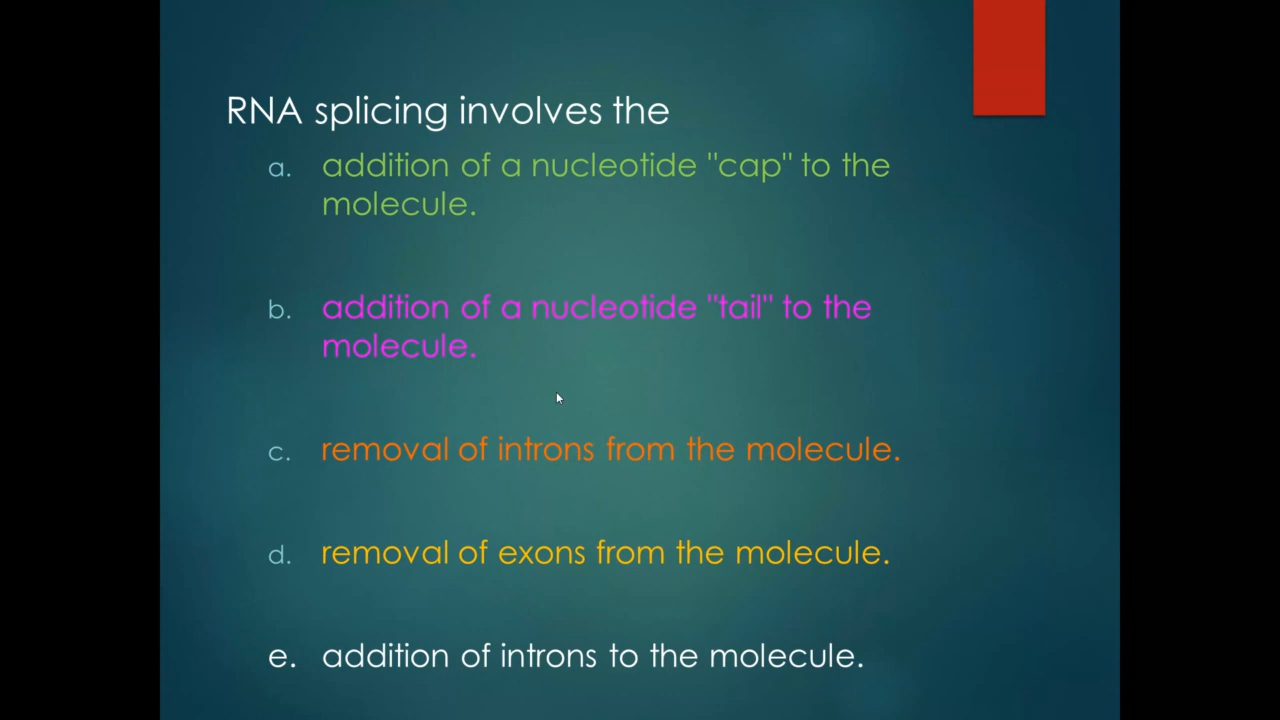 RNA splicing involves the
a. addition of a nucleotide "cap" to the
molecule.
b. addition of a nucleotide "tail" to the
molecule.
c. removal of introns from the molecule.
d. removal of exons from the molecule.
e. addition of introns to the molecule.